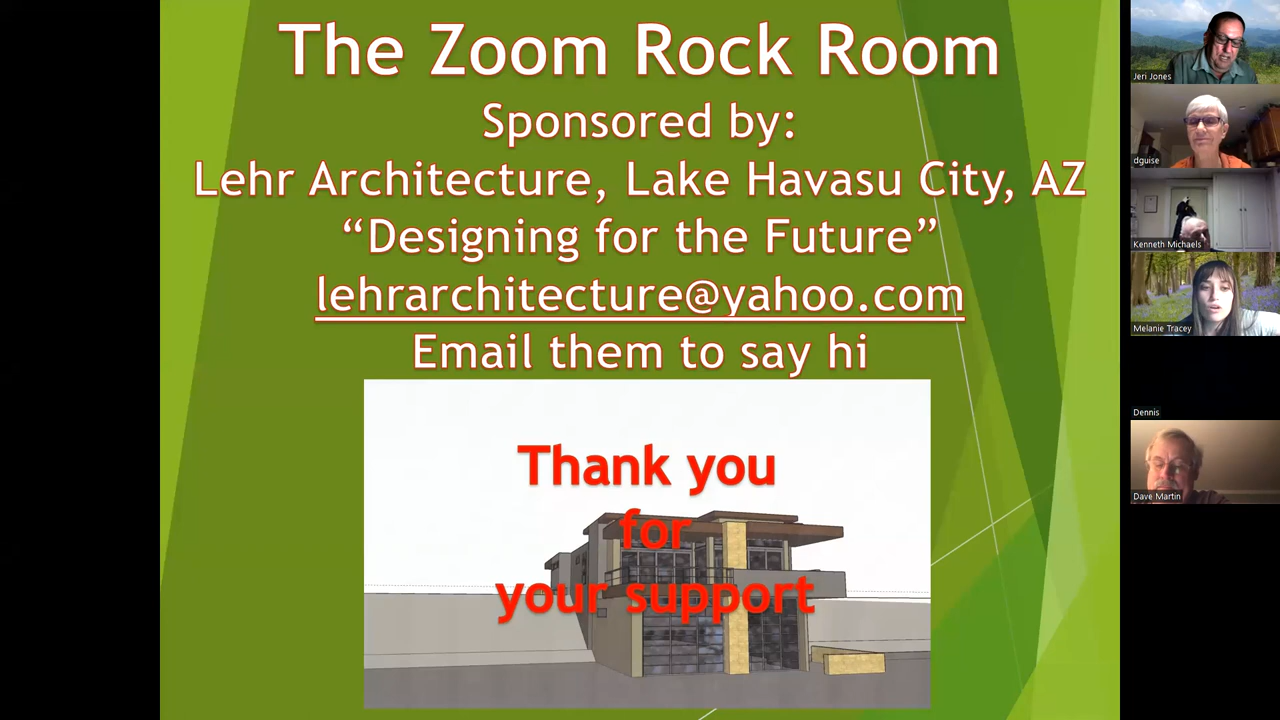 The Zoom Rock Room
Sponsored by:
Lehr Architecture, Lake Havasu City, AZ
“Designing for the Future”
lehrarchitecture@yahoo.com
Email them to say hi
Thank you
for
your support
Jeri Jones
dguise
Kenneth Michaels
Melanie Tracey
Dennis
Dave Martin